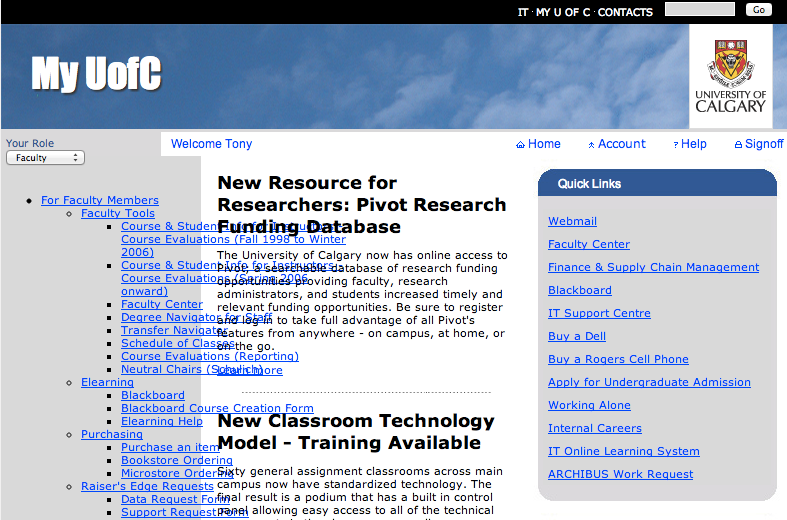 IT · MY U OF C · CONTACTS
Go
My UofC
UNIVERSITY OF
CALGARY
Your Role
Faculty
Welcome Tony
Home
Account
? Help
Signoff
For Faculty Members
Faculty Tools
Course & Student Info for Instructors
Course Evaluations (Fall 1998 to Winter
2006)
Course & Student Info for Instructors
Course Evaluations (Spring 2006
onward)
Faculty Center
Degree Navigator for Staff
Transfer Navigator
Schedule of Classes
Course Evaluations (Reporting)
Neutral Chairs (Schulich)
Elearning
Blackboard
Blackboard Course Creation Form
Elearning Help
Purchasing
Purchase an item
Bookstore Ordering
Microstore Ordering
Raiser's Edge Requests
Data Request Form
Support Request Form
New Resource for
Researchers: Pivot Research
Funding Database
The University of Calgary now has online access to
Pivot, a searchable database of research funding
opportunities providing faculty, research
administrators, and students increased timely and
relevant funding opportunities. Be sure to register
and log in to take full advantage of all Pivot's
features from anywhere - on campus, at home, or
on the go.
Learn more
New Classroom Technology
Model - Training Available
Sixty general assignment classrooms across main
campus now have standardized technology. The
final result is a podium that has a built in control
panel allowing easy access to all of the technical
Quick Links
Webmail
Faculty Center
Finance & Supply Chain Management
Blackboard
IT Support Centre
Buy a Dell
Buy a Rogers Cell Phone
Apply for Undergraduate Admission
Working Alone
Internal Careers
IT Online Learning System
ARCHIBUS Work Request